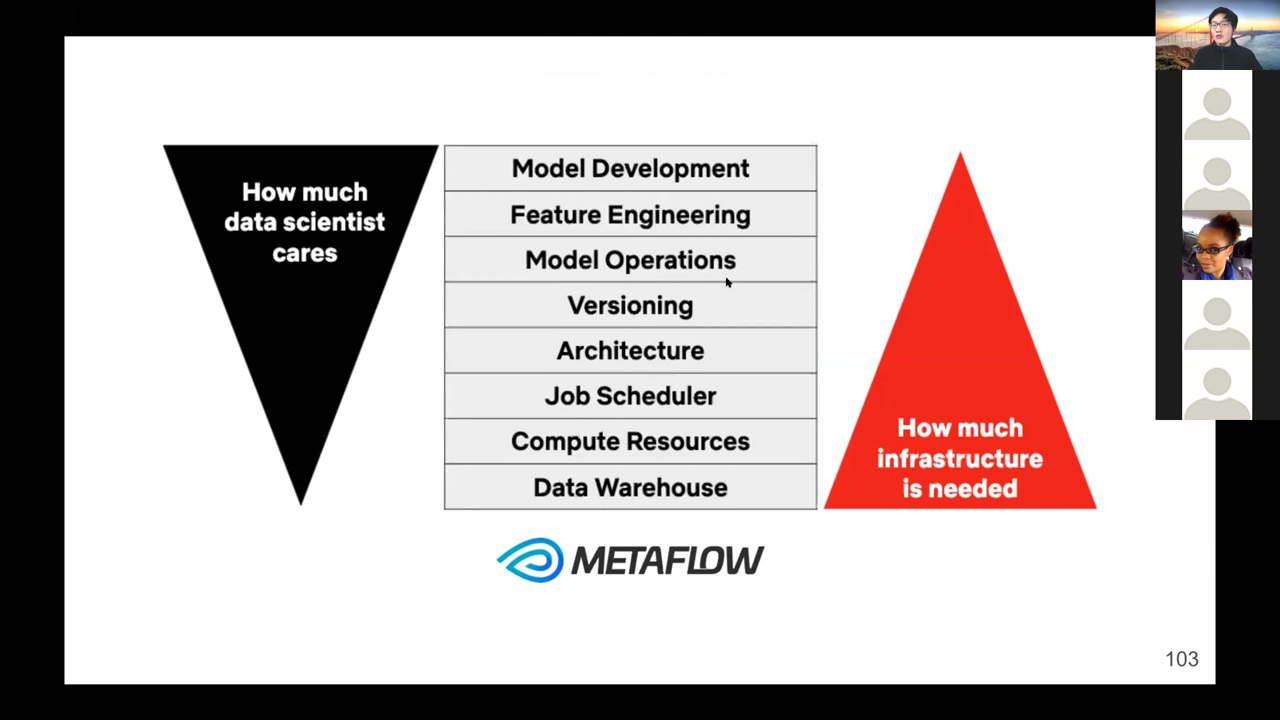 How much
data scientist
cares
Model Development
Feature Engineering
Model Operations
Versioning
Architecture
Job Scheduler
Compute Resources
Data Warehouse
How much
infrastructure
is needed
METAFLOW
103